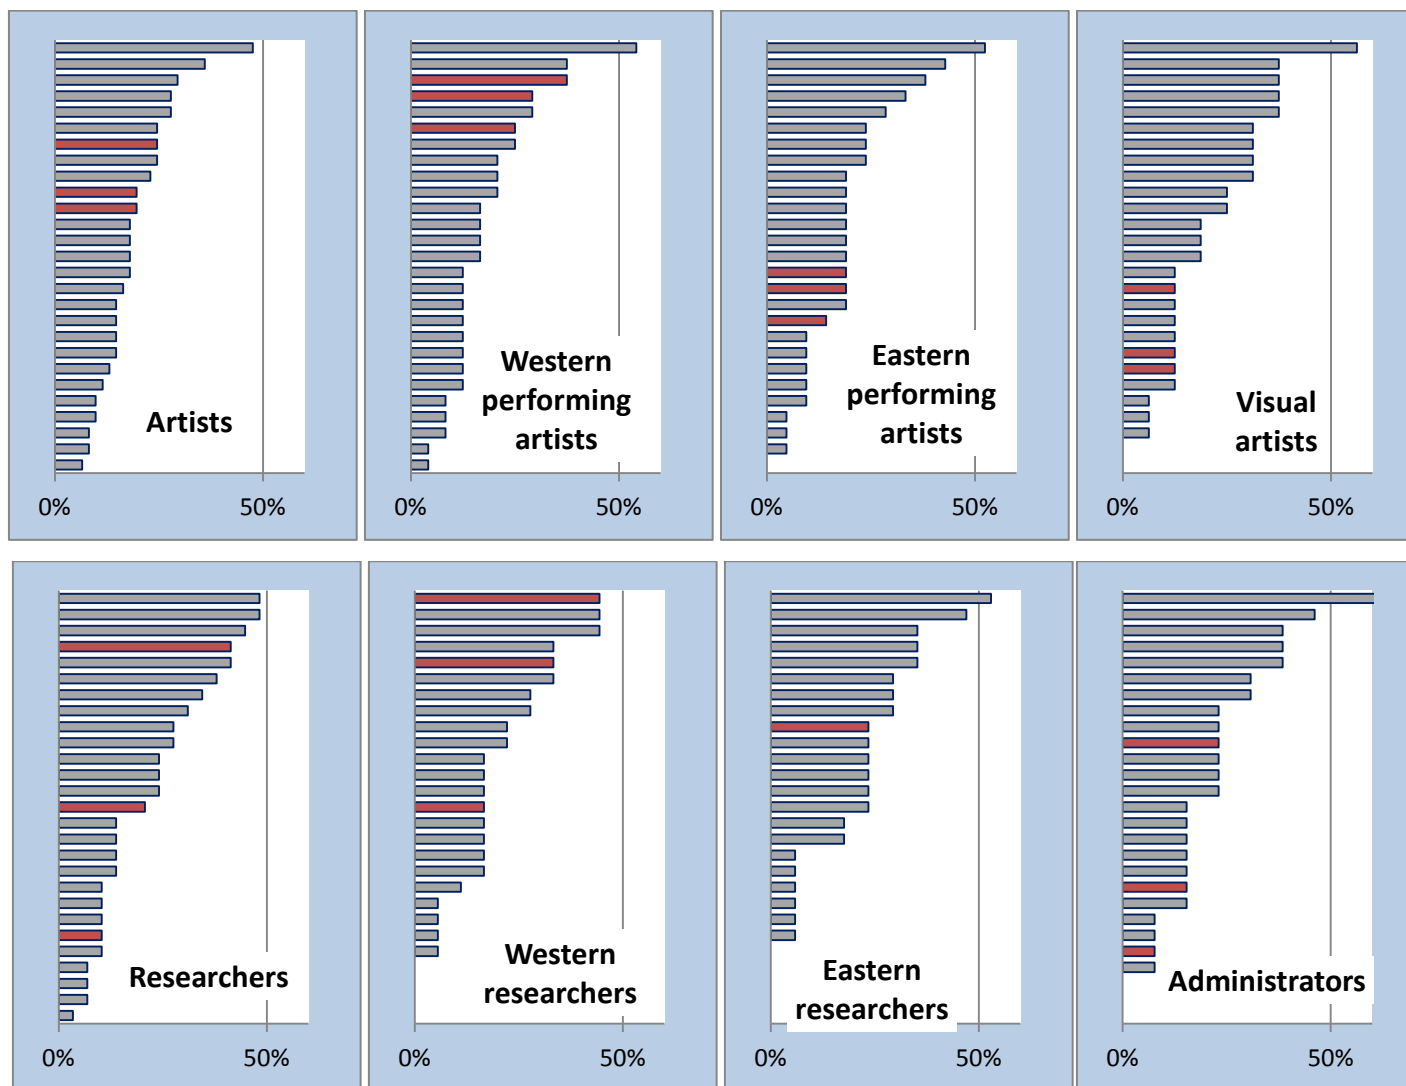 Artists
0% 50%
Western
performing
artists
0% 50%
Eastern
performing
artists
0% 50%
Visual
artists
0% 50%
Researchers
0% 50%
Western
researchers
0% 50%
Eastern
researchers
0% 50%
Administrators
0% 50%